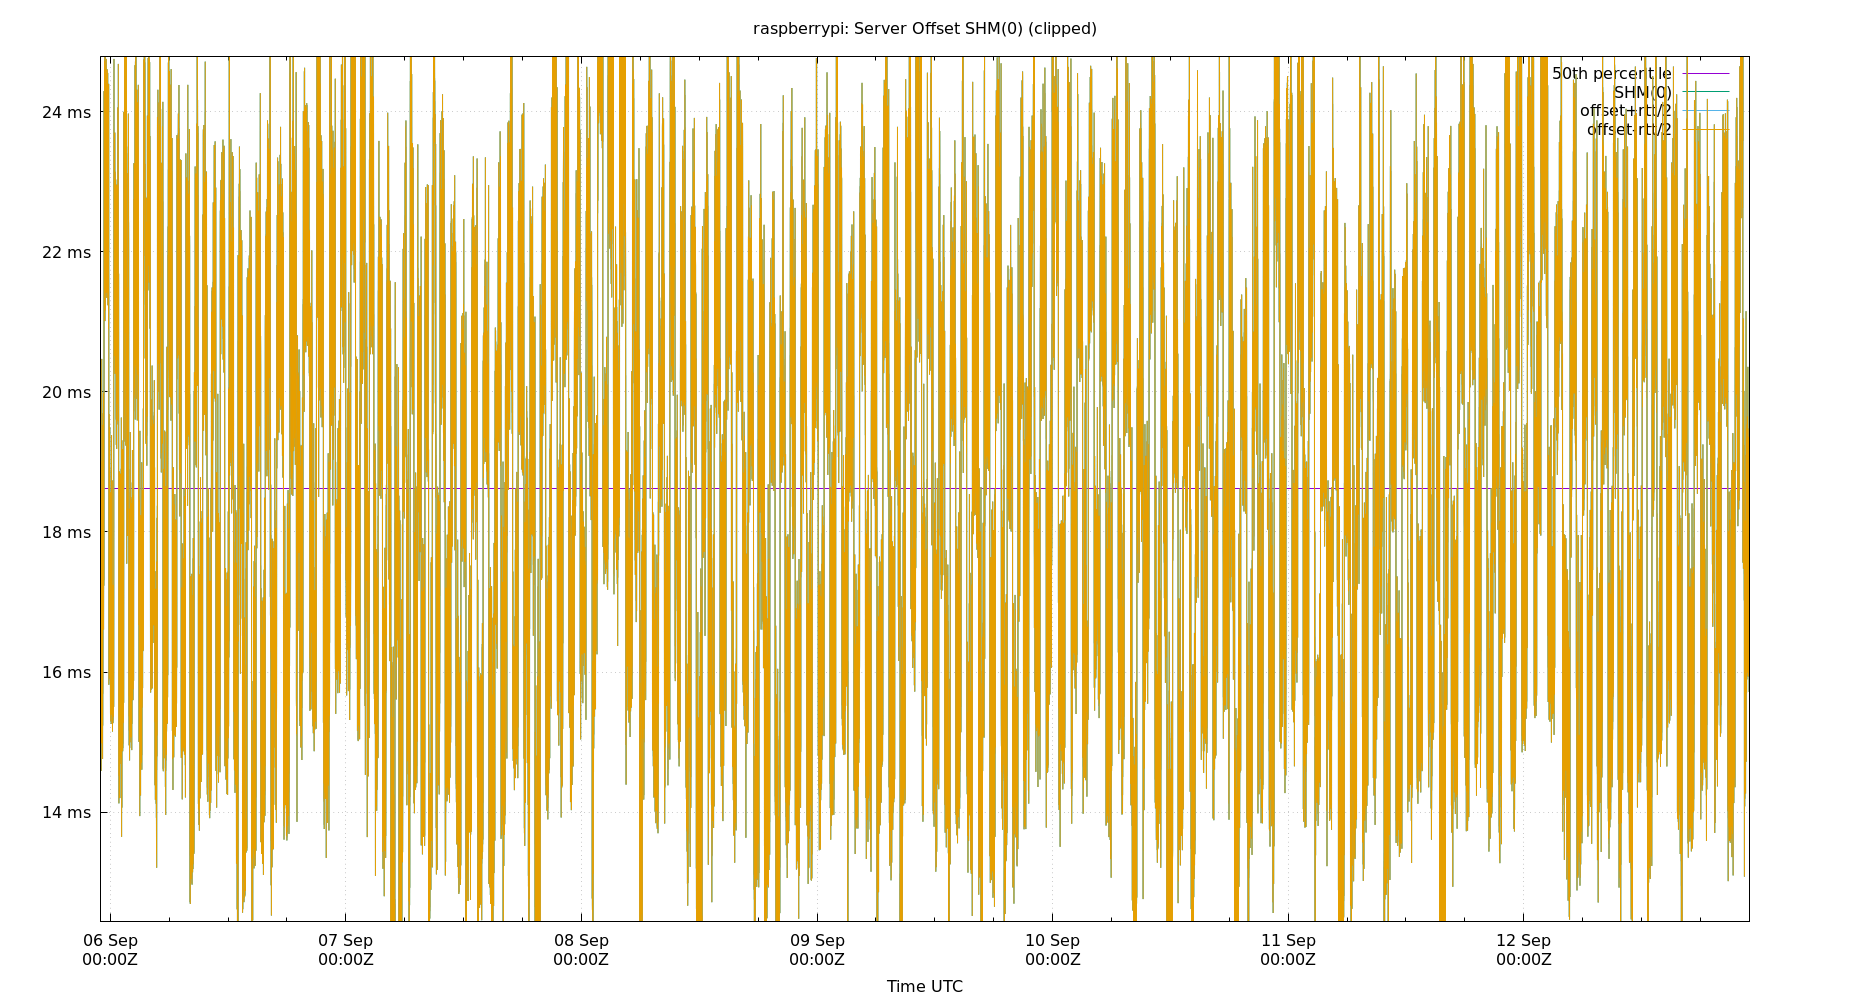 raspberrypi: Server Offset SHM(0) (clipped)
50th percentile
SHM(0)
offset+rtt/2
offset-rtt/2
24 ms
22 ms
20 ms
18 ms
16 ms
14 ms
06 Sep 07 Sep 08 Sep 09 Sep 10 Sep 11 Sep 12 Sep
00:00Z 00:00Z 00:00Z 00:00Z 00:00Z 00:00Z 00:00Z
Time UTC